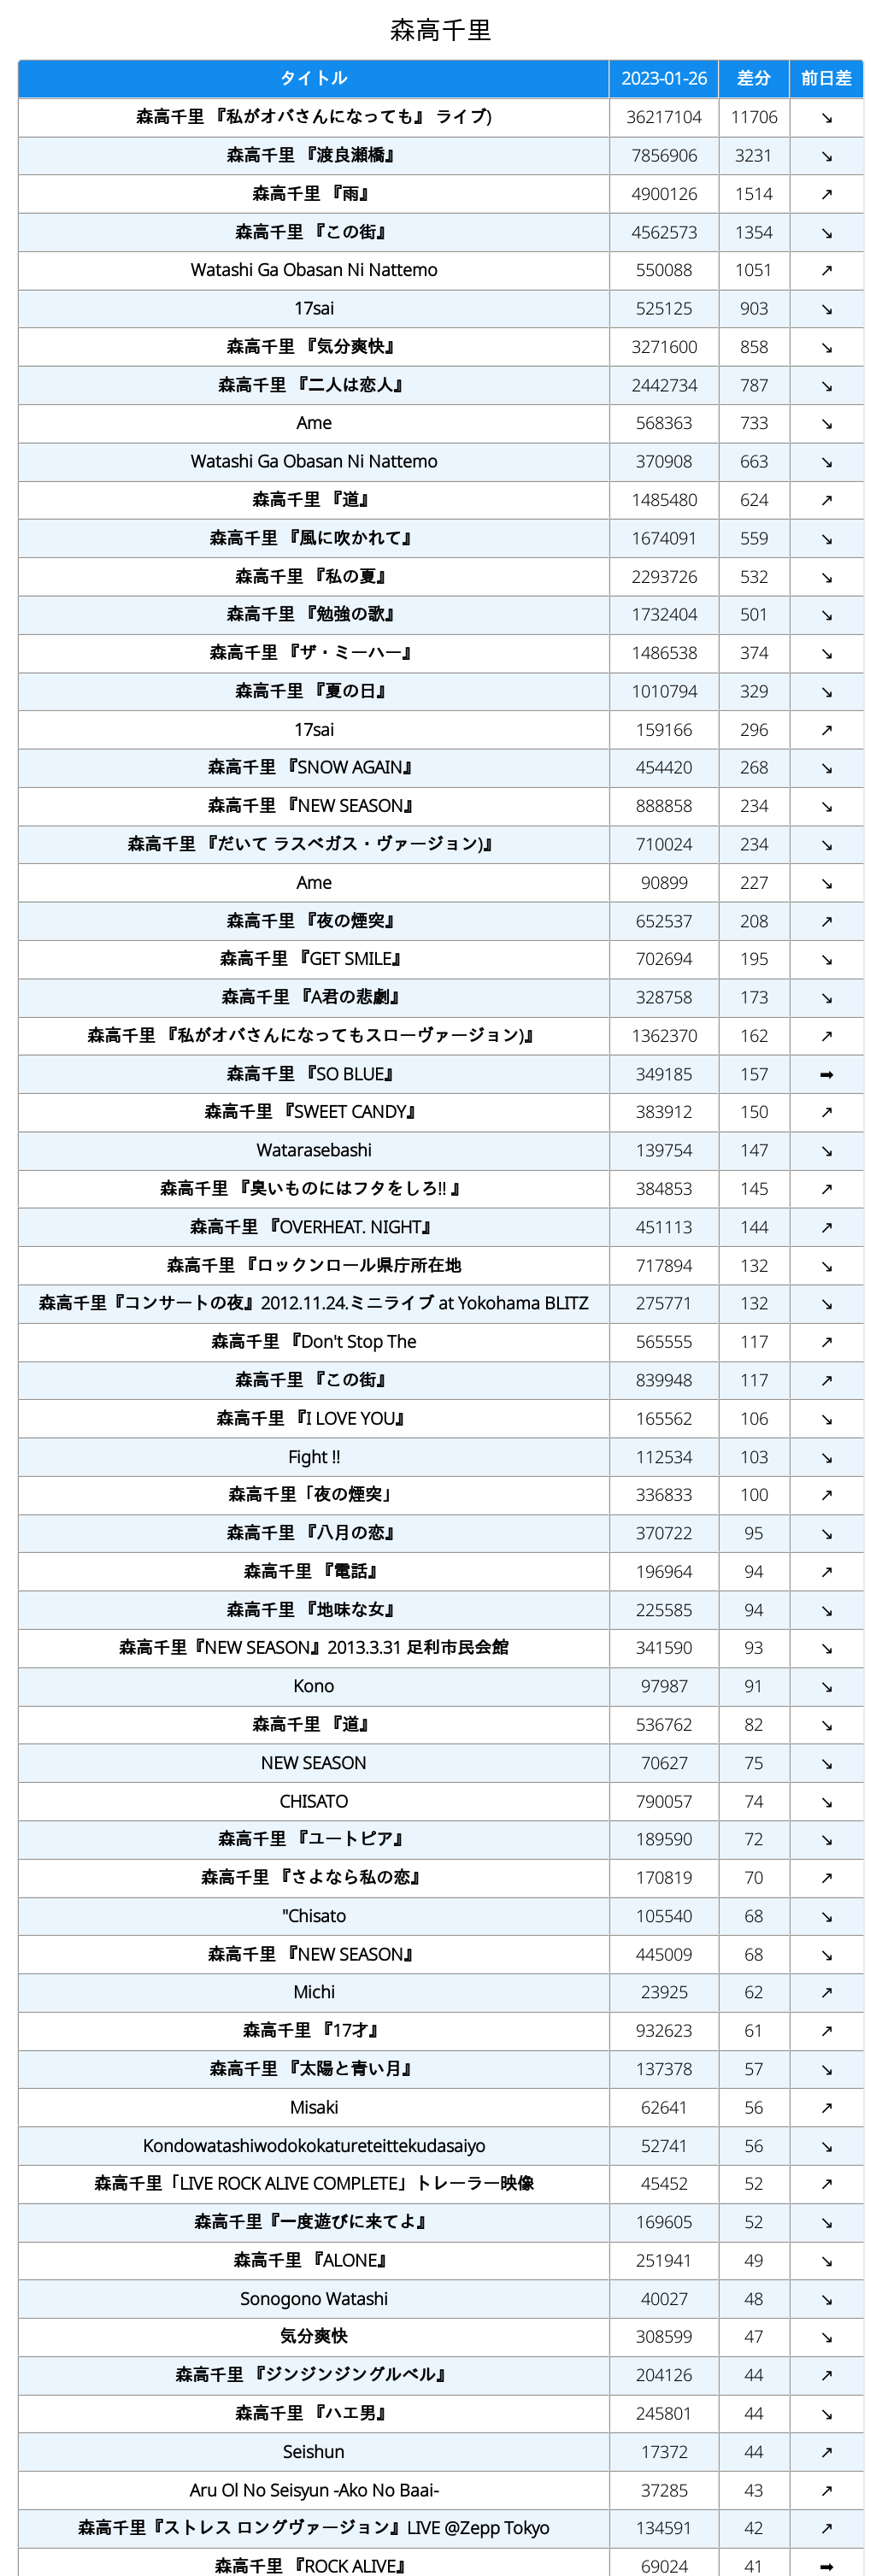 森高千里
タイトル 2023-01-26 差分 前日差
森高千里 『私がオバさんになっても』 ライブ) 36217104 11706 ↘
森高千里 『渡良瀬橋』 7856906 3231 ↘
森高千里 『雨』 4900126 1514 ↗
森高千里 『この街』 4562573 1354 ↘
Watashi Ga Obasan Ni Nattemo 550088 1051 ↗
17sai 525125 903 ↘
森高千里 『気分爽快』 3271600 858 ↘
森高千里 『二人は恋人』 2442734 787 ↘
Ame 568363 733 ↘
Watashi Ga Obasan Ni Nattemo 370908 663 ↘
森高千里 『道』 1485480 624 ↗
森高千里 『風に吹かれて』 1674091 559 ↘
森高千里 『私の夏』 2293726 532 ↘
森高千里 『勉強の歌』 1732404 501 ↘
森高千里 『ザ・ミーハー』 1486538 374 ↘
森高千里 『夏の日』 1010794 329 ↘
17sai 159166 296 ↗
森高千里 『SNOW AGAIN』 454420 268 ↘
森高千里 『NEW SEASON』 888858 234 ↘
森高千里 『だいて ラスベガス・ヴァージョン)』 710024 234 ↘
Ame 90899 227 ↘
森高千里 『夜の煙突』 652537 208 ↗
森高千里 『GET SMILE』 702694 195 ↘
森高千里 『A君の悲劇』 328758 173 ↘
森高千里 『私がオバさんになってもスローヴァージョン)』 1362370 162 ↗
森高千里 『SO BLUE』 349185 157 ➡
森高千里 『SWEET CANDY』 383912 150 ↗
Watarasebashi 139754 147 ↘
森高千里 『臭いものにはフタをしろ!! 』 384853 145 ↗
森高千里 『OVERHEAT. NIGHT』 451113 144 ↗
森高千里 『ロックンロール県庁所在地 717894 132 ↘
森高千里『コンサートの夜』2012.11.24.ミニライブ at Yokohama BLITZ 275771 132 ↘
森高千里 『Don't Stop The 565555 117 ↗
森高千里 『この街』 839948 117 ↗
森高千里 『I LOVE YOU』 165562 106 ↘
Fight !! 112534 103 ↘
森高千里「夜の煙突」 336833 100 ↗
森高千里 『八月の恋』 370722 95 ↘
森高千里 『電話』 196964 94 ↗
森高千里 『地味な女』 225585 94 ↘
森高千里『NEW SEASON』2013.3.31 足利市民会館 341590 93 ↘
Kono 97987 91 ↘
森高千里 『道』 536762 82 ↘
NEW SEASON 70627 75 ↘
CHISATO 790057 74 ↘
森高千里 『ユートピア』 189590 72 ↘
森高千里 『さよなら私の恋』 170819 70 ↗
"Chisato 105540 68 ↘
森高千里 『NEW SEASON』 445009 68 ↘
Michi 23925 62 ↗
森高千里 『17才』 932623 61 ↗
森高千里 『太陽と青い月』 137378 57 ↘
Misaki 62641 56 ↗
Kondowatashiwodokokatureteittekudasaiyo 52741 56 ↘
森高千里「LIVE ROCK ALIVE COMPLETE」トレーラー映像 45452 52 ↗
森高千里『一度遊びに来てよ』 169605 52 ↘
森高千里 『ALONE』 251941 49 ↘
Sonogono Watashi 40027 48 ↘
気分爽快 308599 47 ↘
森高千里 『ジンジンジングルベル』 204126 44 ↗
森高千里 『ハエ男』 245801 44 ↘
Seishun 17372 44 ↗
Aru Ol No Seisyun -Ako No Baai- 37285 43 ↗
森高千里『ストレス ロングヴァージョン』LIVE @Zepp Tokyo 134591 42 ↗
森高千里 『ROCK ALIVE』 69024 41 ➡